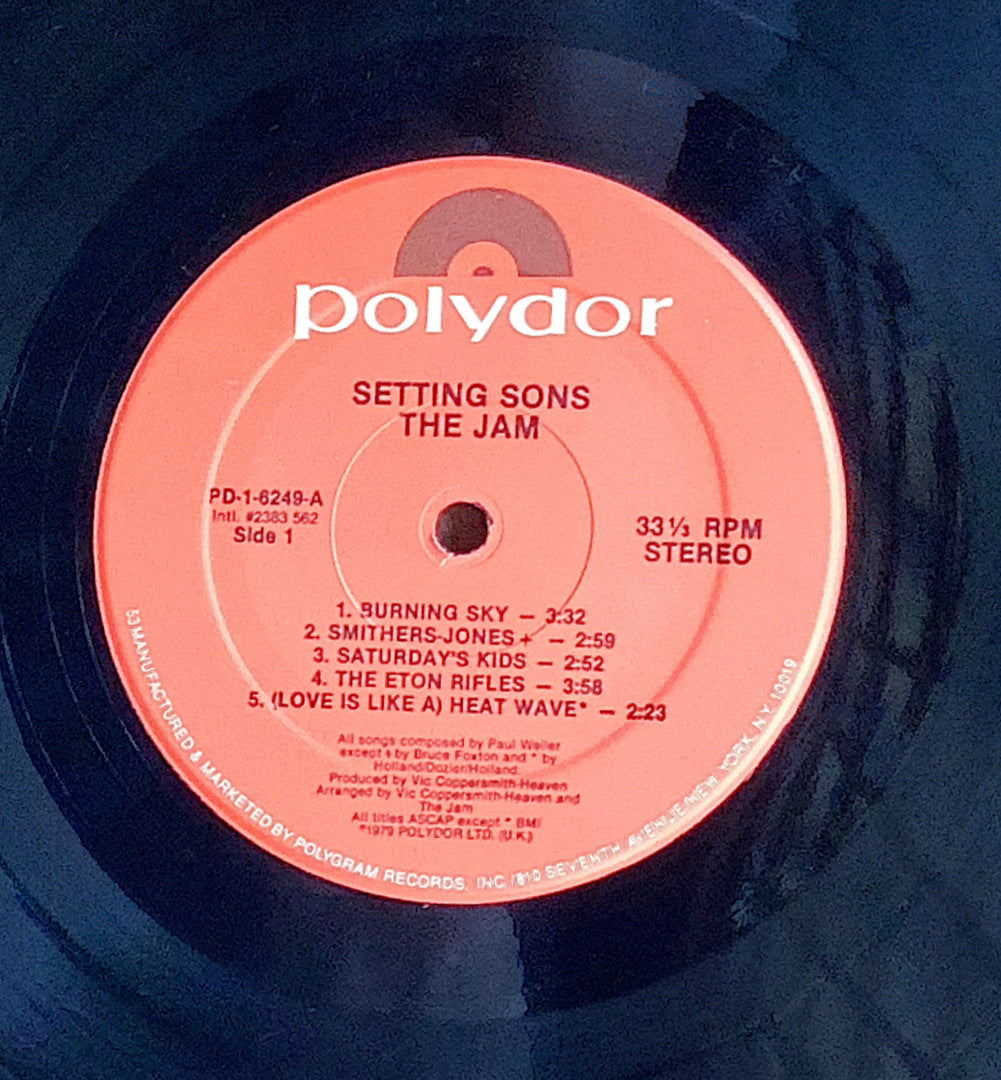 polydor
SETTING SONS
THE JAM
PD-1-6249-A
Intl. #2383 562
Side 1
33⅓ RPM
STEREO
1. BURNING SKY — 3:32
2. SMITHERS-JONES+ — 2:59
3. SATURDAY'S KIDS — 2:52
4. THE ETON RIFLES — 3:58
5. (LOVE IS LIKE A) HEAT WAVE* — 2:23
All songs composed by Paul Weller
except + by Bruce Foxton and * by
Holland/Dozier/Holland.
Produced by Vic Coppersmith-Heaven
Arranged by Vic Coppersmith-Heaven and
The Jam
All titles ASCAP except * BMI
℗1979 POLYDOR LTD. (U.K.)
53 MANUFACTURED & MARKETED BY POLYGRAM RECORDS, INC./810 SEVENTH AVENUE/NEW YORK, N.Y. 10019